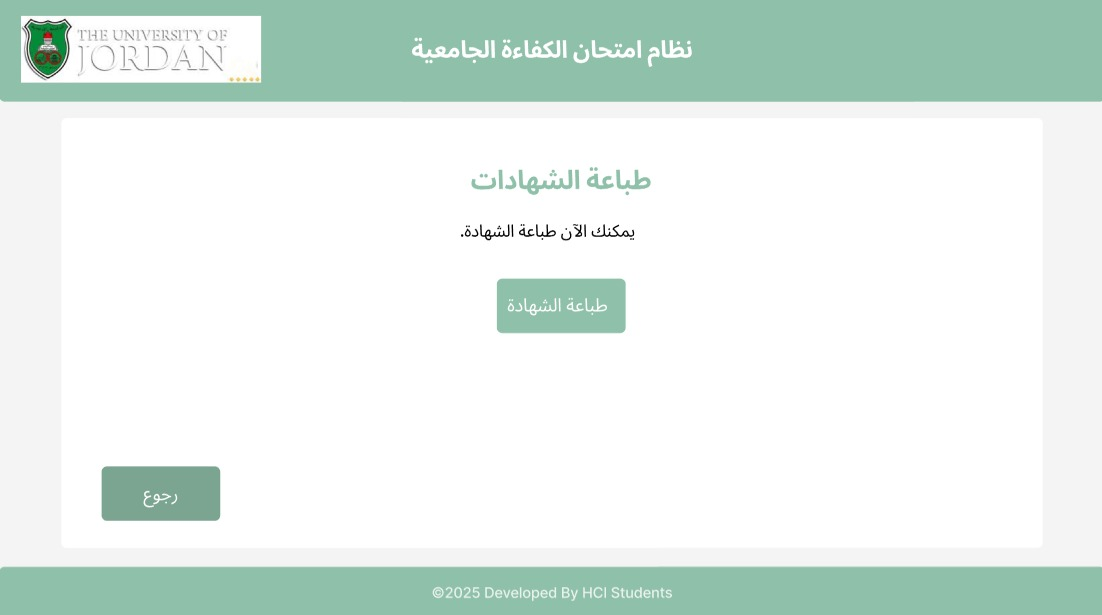 THE UNIVERSITY OF
JORDAN
نظام امتحان الكفاءة الجامعية
طباعة الشهادات
يمكنك الآن طباعة الشهادة.
طباعة الشهادة
رجوع
©2025 Developed By HCI Students